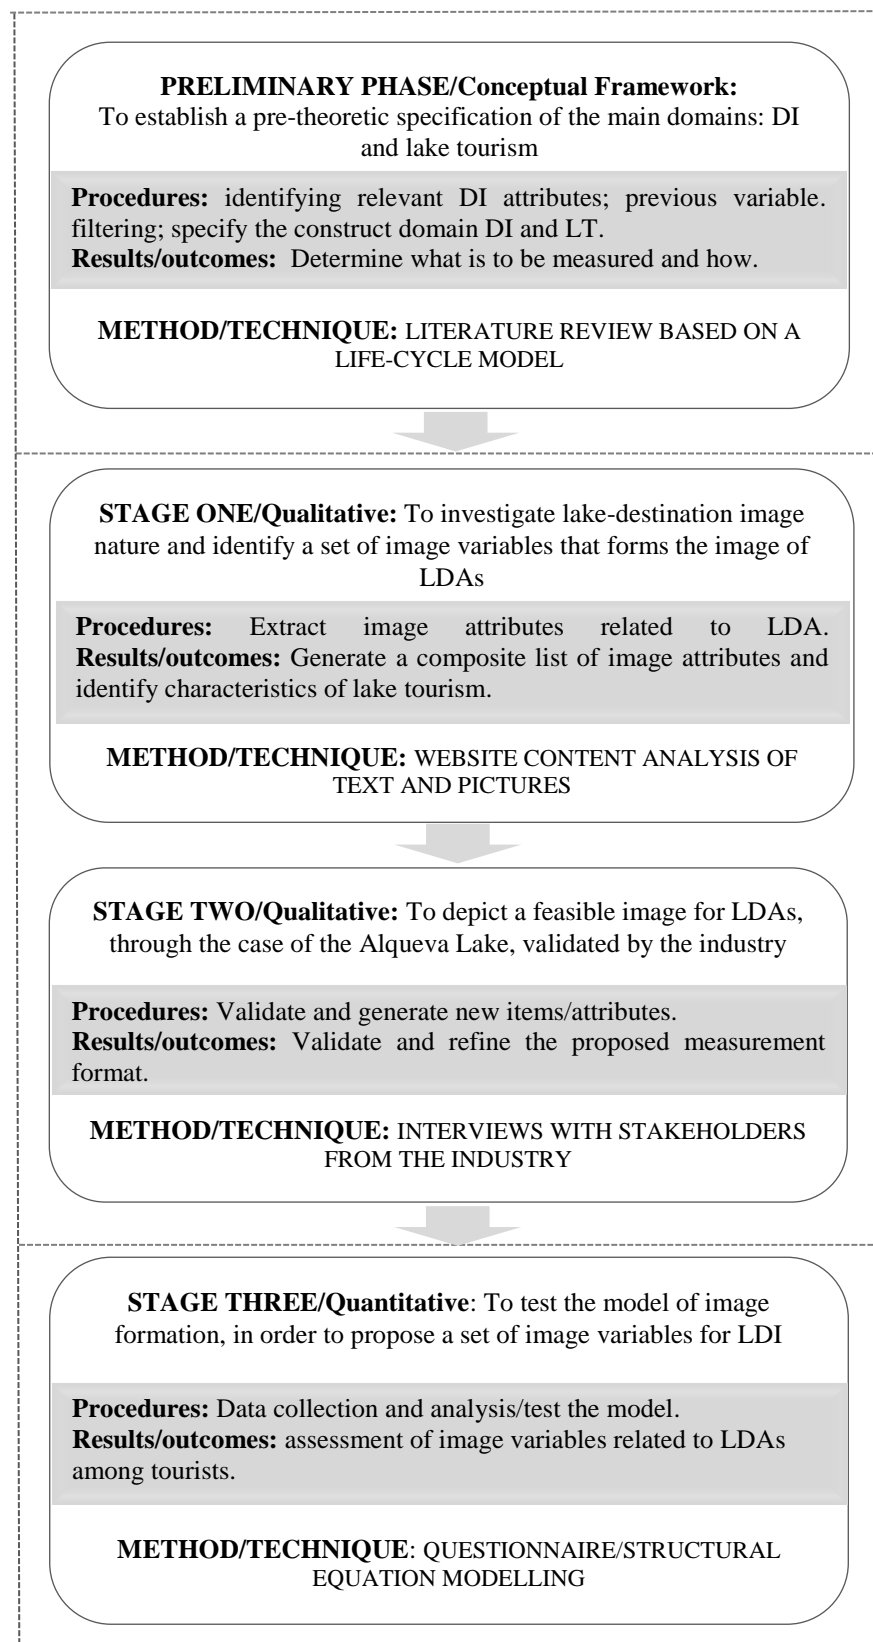 PRELIMINARY PHASE/Conceptual Framework:
To establish a pre-theoretic specification of the main domains: DI
and lake tourism
Procedures: identifying relevant DI attributes; previous variable.
filtering; specify the construct domain DI and LT.
Results/outcomes: Determine what is to be measured and how.
METHOD/TECHNIQUE: LITERATURE REVIEW BASED ON A
LIFE-CYCLE MODEL
STAGE ONE/Qualitative: To investigate lake-destination image
nature and identify a set of image variables that forms the image of
LDAs
Procedures: Extract image attributes related to LDA.
Results/outcomes: Generate a composite list of image attributes and
identify characteristics of lake tourism.
METHOD/TECHNIQUE: WEBSITE CONTENT ANALYSIS OF
TEXT AND PICTURES
STAGE TWO/Qualitative: To depict a feasible image for LDAs,
through the case of the Alqueva Lake, validated by the industry
Procedures: Validate and generate new items/attributes.
Results/outcomes: Validate and refine the proposed measurement
format.
METHOD/TECHNIQUE: INTERVIEWS WITH STAKEHOLDERS
FROM THE INDUSTRY
STAGE THREE/Quantitative: To test the model of image
formation, in order to propose a set of image variables for LDI
Procedures: Data collection and analysis/test the model.
Results/outcomes: assessment of image variables related to LDAs
among tourists.
METHOD/TECHNIQUE: QUESTIONNAIRE/STRUCTURAL
EQUATION MODELLING